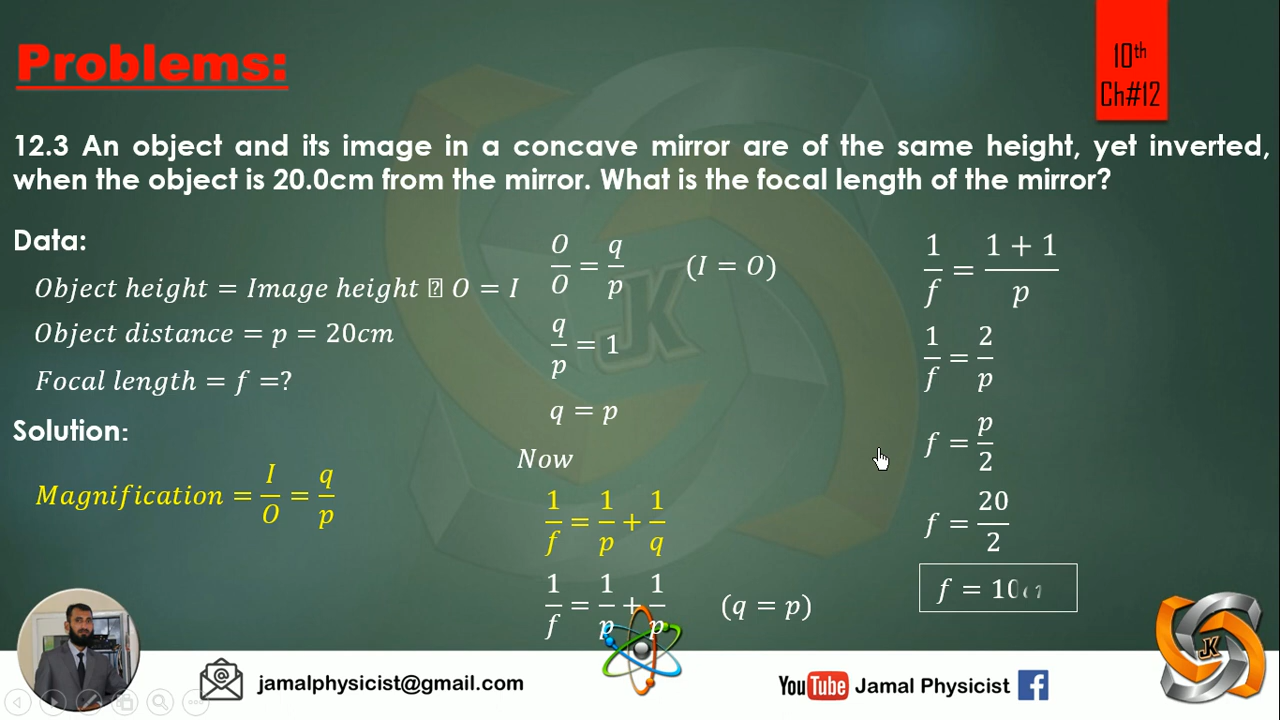 Problems:
10th
Ch#12
12.3 An object and its image in a concave mirror are of the same height, yet inverted,
when the object is 20.0cm from the mirror. What is the focal length of the mirror?
Data:
Object height = Image height O = I
Object distance = p = 20cm
Focal length = f =?
Solution:
Magnification = I/O = q/p
O/O = q/p (I = O)
q/p = 1
q = p
Now
1/f = 1/p + 1/q
1/f = 1/p + 1/p (q = p)
1/f = (1 + 1)/p
1/f = 2/p
f = p/2
f = 20/2
f = 10
JK
JK
jamalphysicist@gmail.com
YouTube Jamal Physicist f